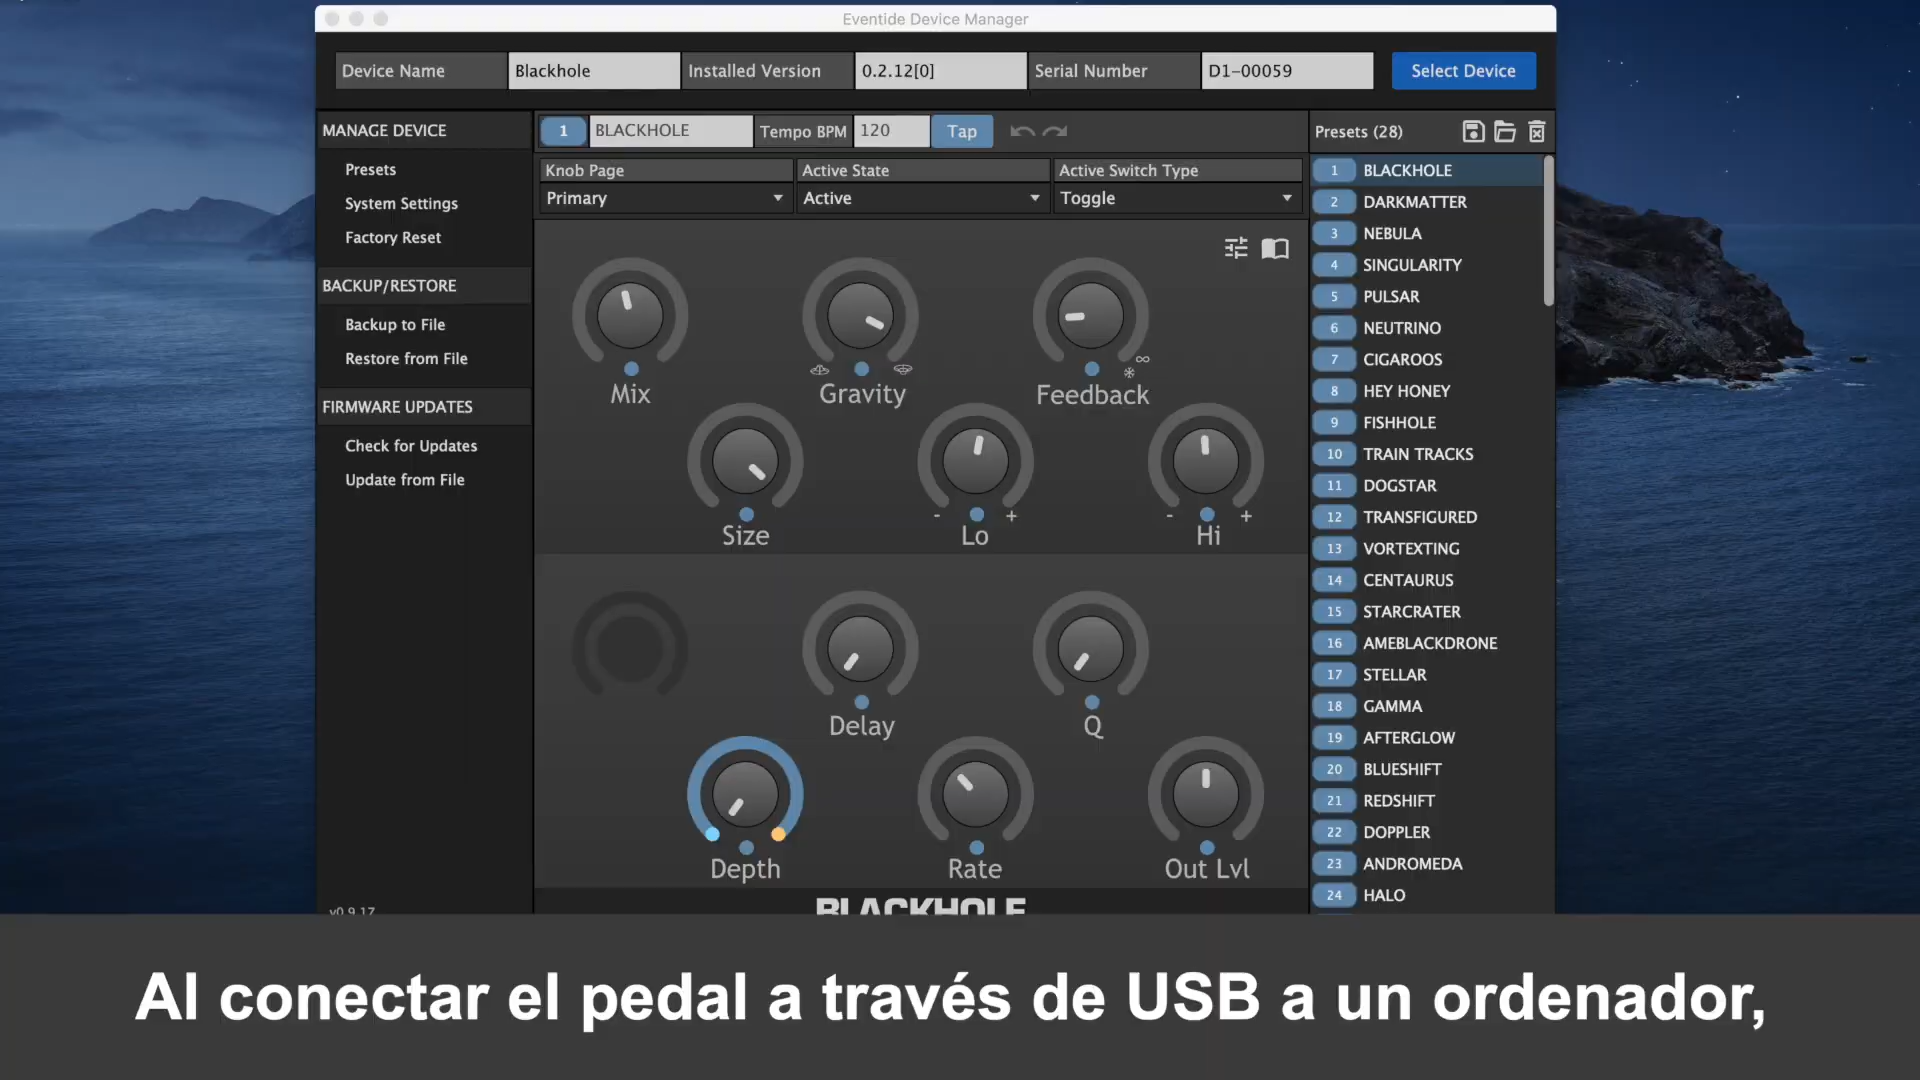 Eventide Device Manager
Device Name Blackhole Installed Version 0.2.12[0] Serial Number D1-00059 Select Device
MANAGE DEVICE
Presets
System Settings
Factory Reset
BACKUP/RESTORE
Backup to File
Restore from File
FIRMWARE UPDATES
Check for Updates
Update from File
v0.9.17
1 BLACKHOLE Tempo BPM 120 Tap
Knob Page Active State Active Switch Type
Primary Active Toggle
Mix Gravity Feedback
∞
- + - +
Size Lo Hi
Delay Q
Depth Rate Out Lvl
BLACKHOLE
Presets (28)
1 BLACKHOLE
2 DARKMATTER
3 NEBULA
4 SINGULARITY
5 PULSAR
6 NEUTRINO
7 CIGAROOS
8 HEY HONEY
9 FISHHOLE
10 TRAIN TRACKS
11 DOGSTAR
12 TRANSFIGURED
13 VORTEXTING
14 CENTAURUS
15 STARCRATER
16 AMEBLACKDRONE
17 STELLAR
18 GAMMA
19 AFTERGLOW
20 BLUESHIFT
21 REDSHIFT
22 DOPPLER
23 ANDROMEDA
24 HALO
Al conectar el pedal a través de USB a un ordenador,